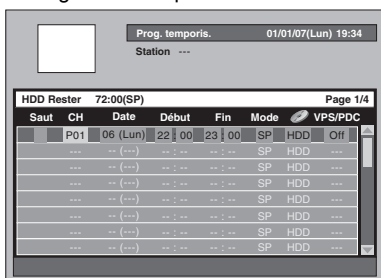 Prog. temporis. 01/01/07(Lun) 19:34
Station ---
HDD Rester 72:00(SP) Page 1/4
Saut CH Date Début Fin Mode VPS/PDC
P01 06 (Lun) 22 : 00 23 : 00 SP HDD Off
--- -- (---) -- : -- -- : -- SP HDD ---
--- -- (---) -- : -- -- : -- SP HDD ---
--- -- (---) -- : -- -- : -- SP HDD ---
--- -- (---) -- : -- -- : -- SP HDD ---
--- -- (---) -- : -- -- : -- SP HDD ---
--- -- (---) -- : -- -- : -- SP HDD ---
--- -- (---) -- : -- -- : -- SP HDD ---